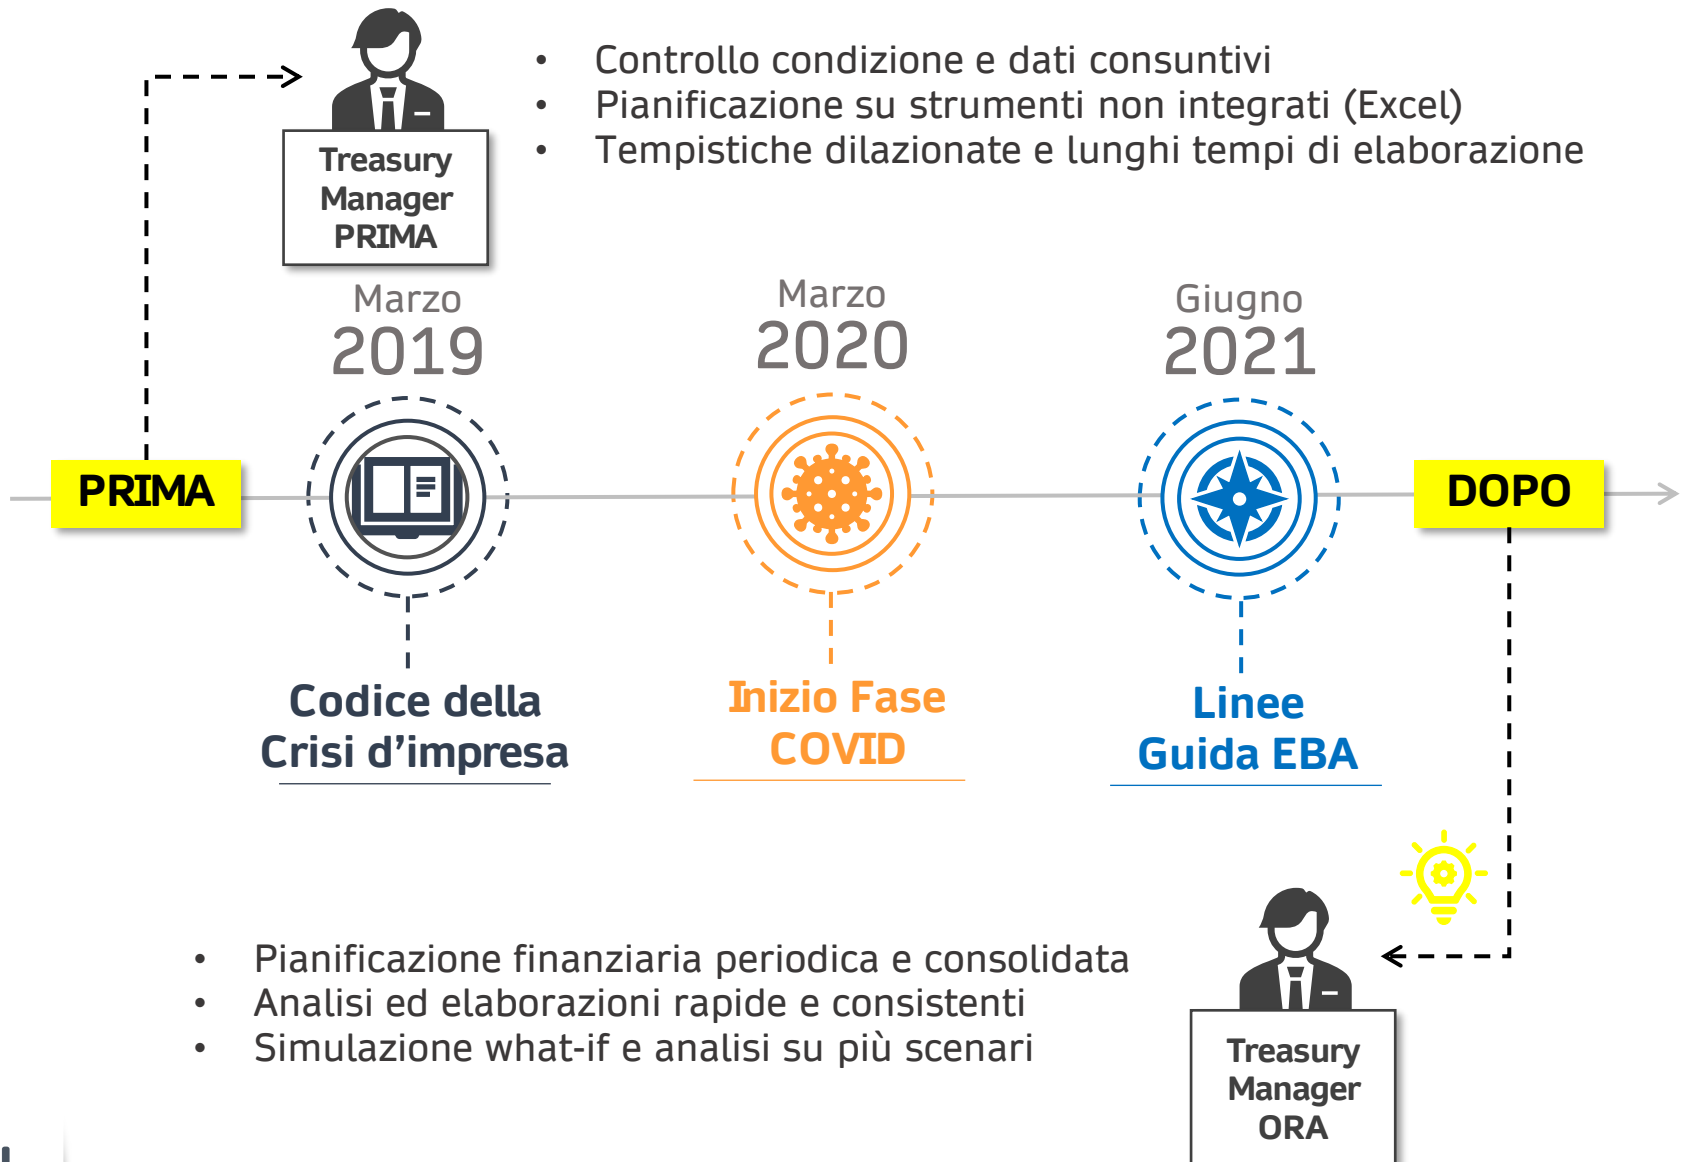 • Controllo condizione e dati consuntivi
• Pianificazione su strumenti non integrati (Excel)
• Tempistiche dilazionate e lunghi tempi di elaborazione
Treasury
Manager
PRIMA
Marzo
2019
Marzo
2020
Giugno
2021
PRIMA
DOPO
Codice della
Crisi d’impresa
Inizio Fase
COVID
Linee
Guida EBA
• Pianificazione finanziaria periodica e consolidata
• Analisi ed elaborazioni rapide e consistenti
• Simulazione what-if e analisi su più scenari
Treasury
Manager
ORA